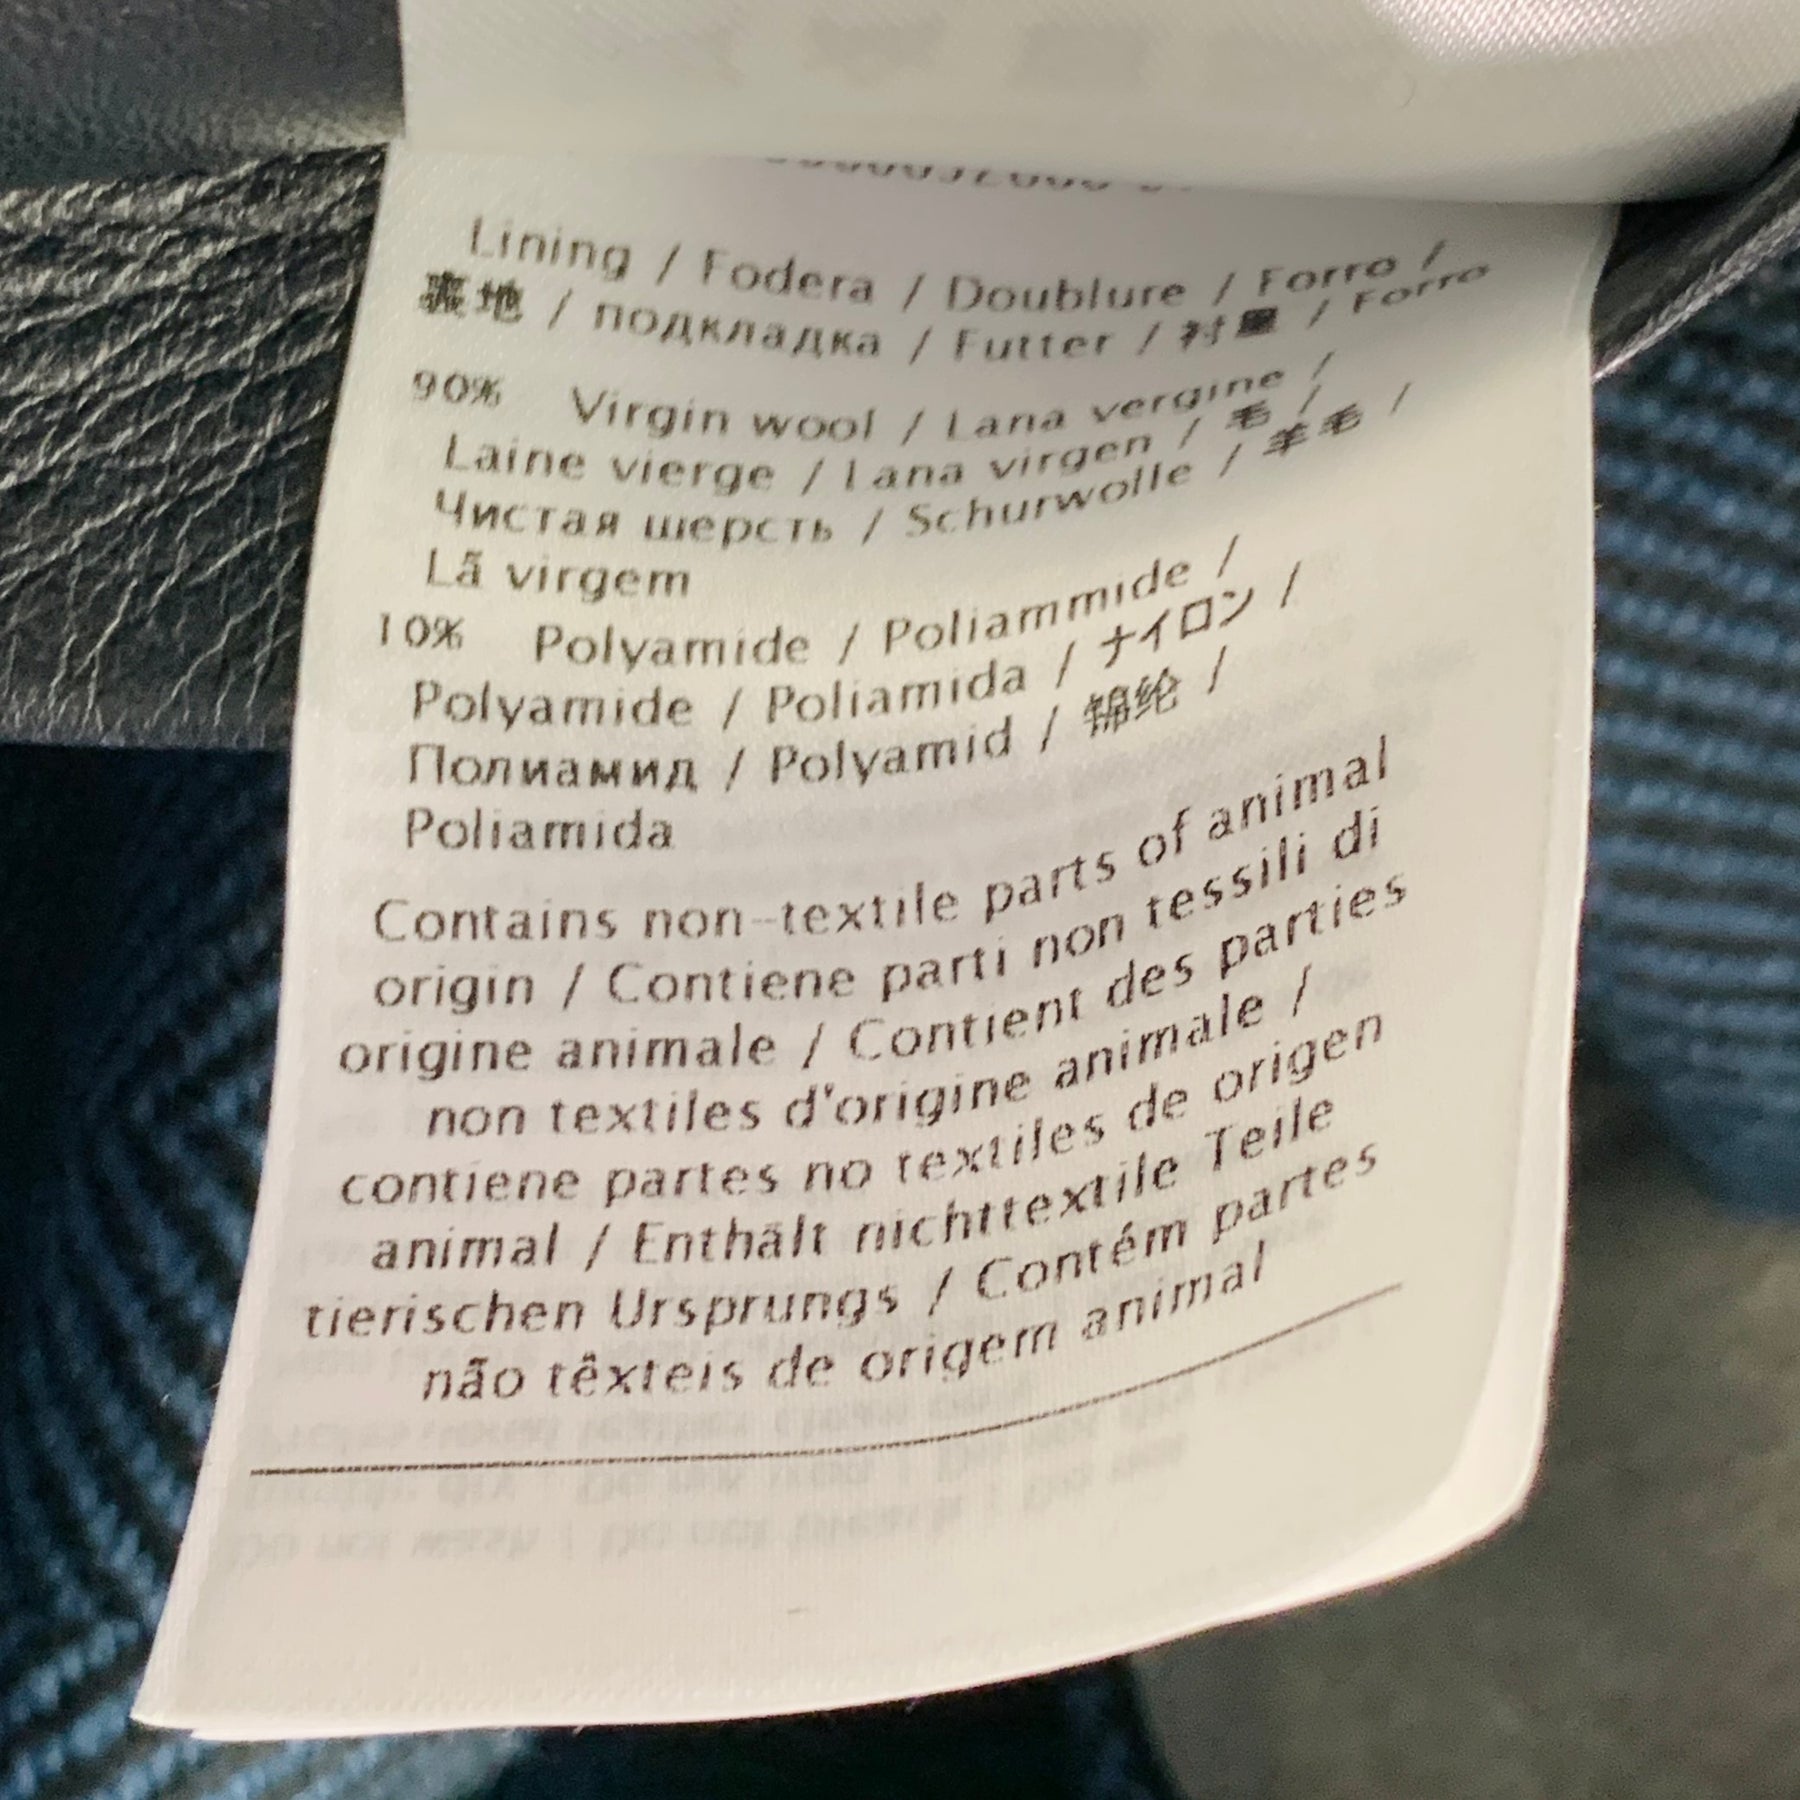 Lining / Fodera / Doublure / Forro /
裏地 / подкладка / Futter / 衬里 / Forro
90% Virgin wool / Lana vergine /
Laine vierge / Lana virgen / 毛 /
Чистая шерсть / Schurwolle / 羊毛 /
Lã virgem
10% Polyamide / Poliammide /
Polyamide / Poliamida / ナイロン /
Полиамид / Polyamid / 锦纶 /
Poliamida
Contains non-textile parts of animal
origin / Contiene parti non tessili di
origine animale / Contient des parties
non textiles d'origine animale /
contiene partes no textiles de origen
animal / Enthält nichttextile Teile
tierischen Ursprungs / Contém partes
não têxteis de origem animal